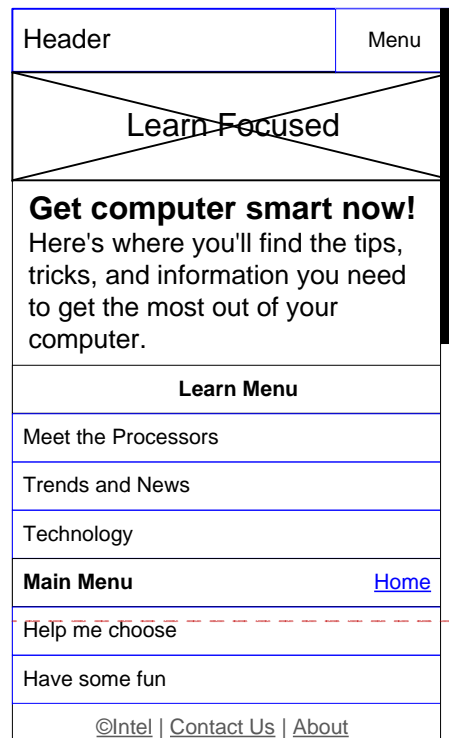 Header
Menu
Learn Focused
Get computer smart now!
Here's where you'll find the tips,
tricks, and information you need
to get the most out of your
computer.
Learn Menu
Meet the Processors
Trends and News
Technology
Main Menu
Home
Help me choose
Have some fun
©Intel | Contact Us | About